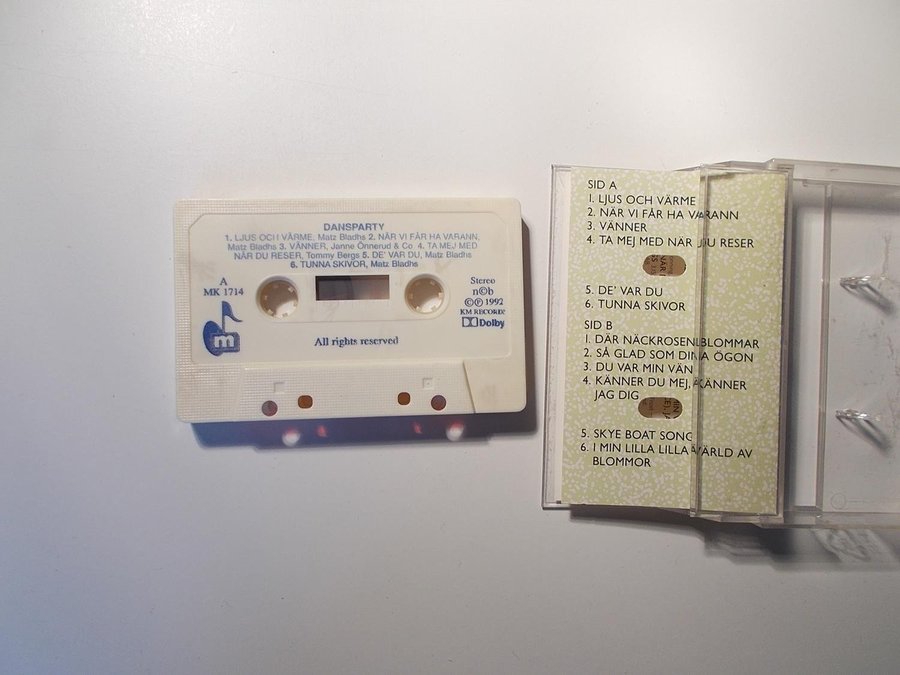 DANSPARTY
1. LJUS OCH VÄRME, Matz Bladhs 2. NÄR VI FÅR HA VARANN,
Matz Bladhs 3. VÄNNER, Janne Önnerud & Co. 4. TA MEJ MED
NÄR DU RESER, Tommy Bergs 5. DE' VAR DU, Matz Bladhs
6. TUNNA SKIVOR, Matz Bladhs
A
MK 1714
m
Stereo
n©b
©Ⓟ 1992
KM RECORDS
Dolby
All rights reserved
SID A
1. LJUS OCH VÄRME
2. NÄR VI FÅR HA VARANN
3. VÄNNER
4. TA MEJ MED NÄR DU RESER
5. DE' VAR DU
6. TUNNA SKIVOR
SID B
1. DÄR NÄCKROSEN BLOMMAR
2. SÅ GLAD SOM DINA ÖGON
3. DU VAR MIN VÄN
4. KÄNNER DU MEJ, KÄNNER
JAG DIG
5. SKYE BOAT SONG
6. I MIN LILLA LILLA VÄRLD AV
BLOMMOR